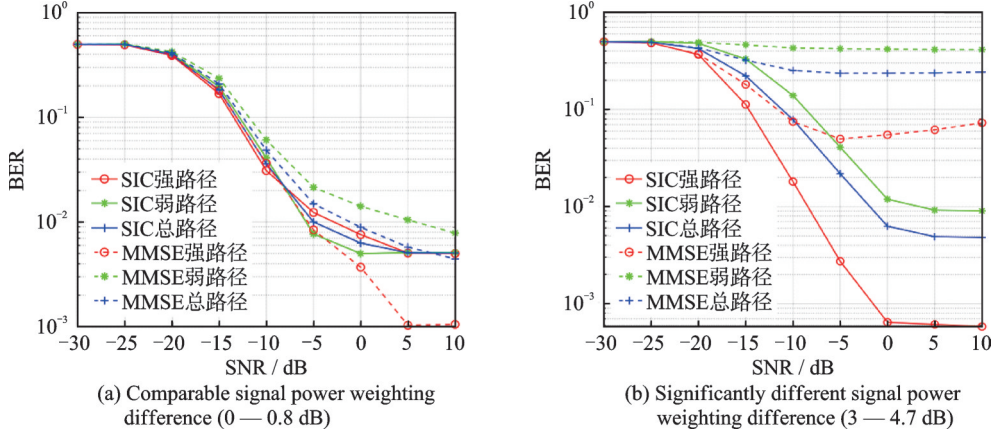 10⁰
10⁻¹
10⁻²
10⁻³
BER
SIC强路径
SIC弱路径
SIC总路径
MMSE强路径
MMSE弱路径
MMSE总路径
−30 −25 −20 −15 −10 −5 0 5 10
SNR / dB
(a) Comparable signal power weighting
difference (0 — 0.8 dB)
10⁰
10⁻¹
10⁻²
10⁻³
BER
SIC强路径
SIC弱路径
SIC总路径
MMSE强路径
MMSE弱路径
MMSE总路径
−30 −25 −20 −15 −10 −5 0 5 10
SNR / dB
(b) Significantly different signal power
weighting difference (3 — 4.7 dB)